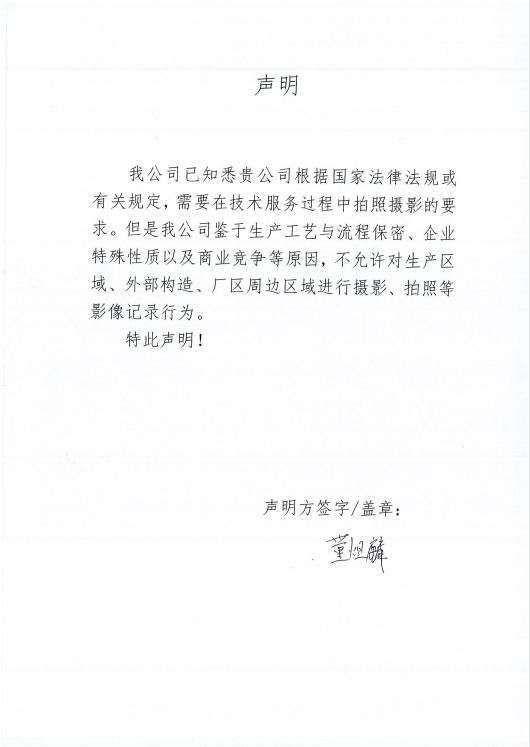 声明
我公司已知悉贵公司根据国家法律法规或
有关规定，需要在技术服务过程中拍照摄影的要
求。但是我公司鉴于生产工艺与流程保密、企业
特殊性质以及商业竞争等原因，不允许对生产区
域、外部构造、厂区周边区域进行摄影、拍照等
影像记录行为。
特此声明！
声明方签字/盖章：